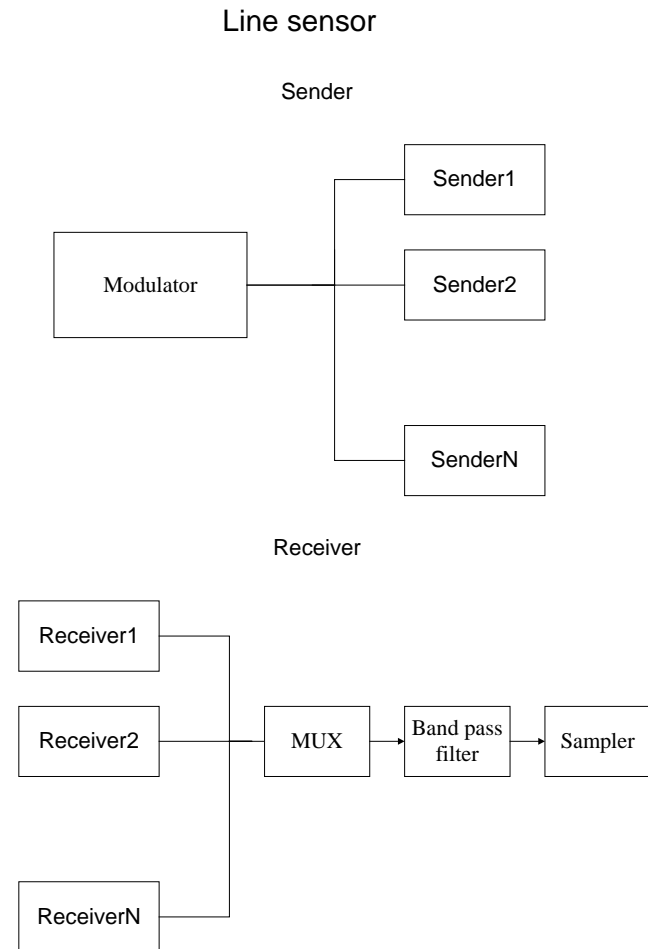 Line sensor
Sender
Sender1
Modulator
Sender2
SenderN
Receiver
Receiver1
Receiver2
MUX
Band pass
filter
Sampler
ReceiverN